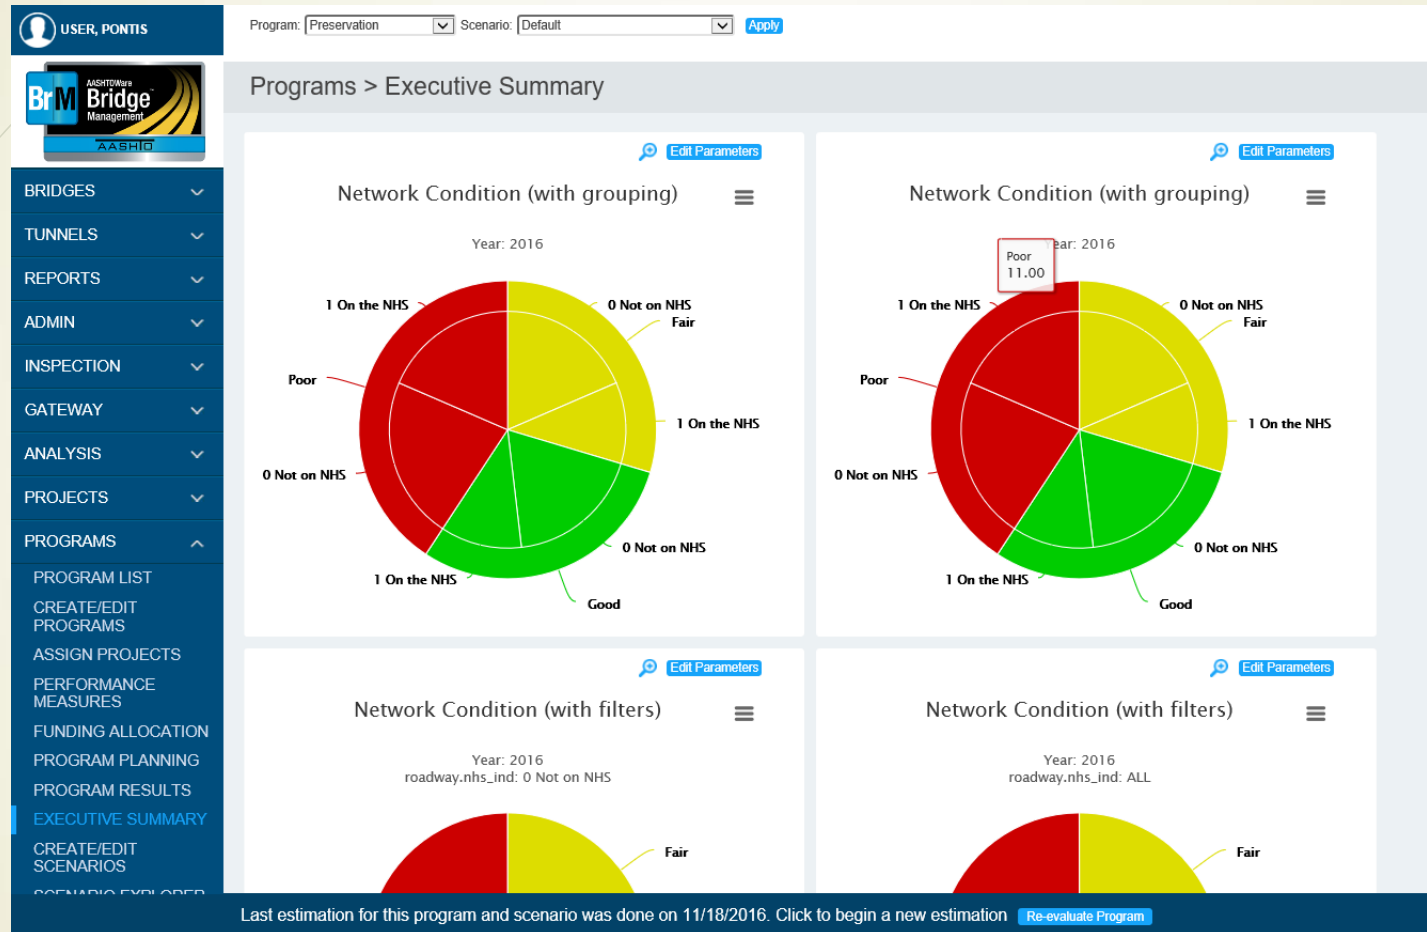 USER, PONTIS
Program: Preservation Scenario: Default Apply
AASHTOWare
BrM Bridge
Management
AASHTO
Programs > Executive Summary
BRIDGES
TUNNELS
REPORTS
ADMIN
INSPECTION
GATEWAY
ANALYSIS
PROJECTS
PROGRAMS
PROGRAM LIST
CREATE/EDIT
PROGRAMS
ASSIGN PROJECTS
PERFORMANCE
MEASURES
FUNDING ALLOCATION
PROGRAM PLANNING
PROGRAM RESULTS
EXECUTIVE SUMMARY
CREATE/EDIT
SCENARIOS
SCENARIO EXPLORER
Edit Parameters
Network Condition (with grouping)
Year: 2016
1 On the NHS
0 Not on NHS
Fair
Poor
1 On the NHS
0 Not on NHS
0 Not on NHS
1 On the NHS
Good
Edit Parameters
Network Condition (with grouping)
Year: 2016
Poor
11.00
1 On the NHS
0 Not on NHS
Fair
Poor
1 On the NHS
0 Not on NHS
0 Not on NHS
1 On the NHS
Good
Edit Parameters
Network Condition (with filters)
Year: 2016
roadway.nhs_ind: 0 Not on NHS
Fair
Edit Parameters
Network Condition (with filters)
Year: 2016
roadway.nhs_ind: ALL
Fair
Last estimation for this program and scenario was done on 11/18/2016. Click to begin a new estimation Re-evaluate Program